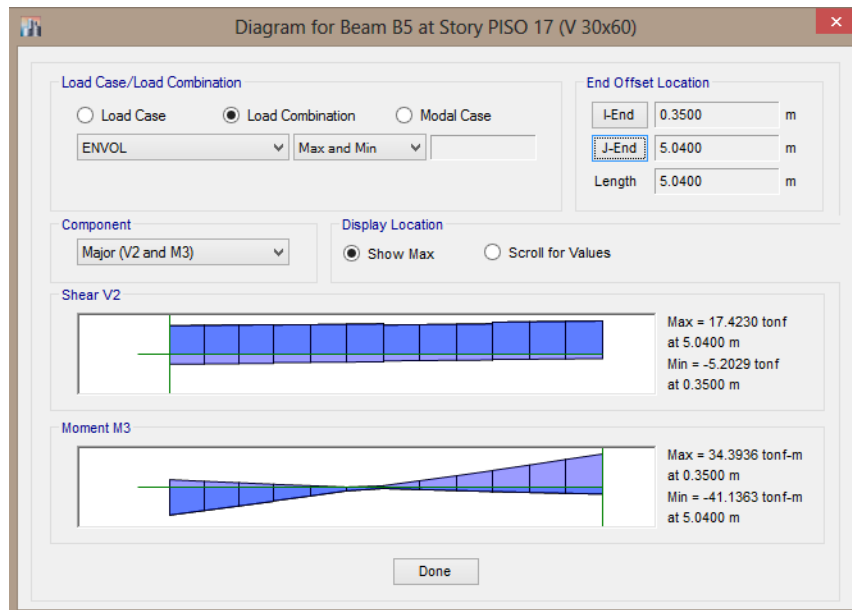 Diagram for Beam B5 at Story PISO 17 (V 30x60)
Load Case/Load Combination
Load Case Load Combination Modal Case
ENVOL Max and Min
End Offset Location
I-End 0.3500 m
J-End 5.0400 m
Length 5.0400 m
Component
Major (V2 and M3)
Display Location
Show Max Scroll for Values
Shear V2
Max = 17.4230 tonf
at 5.0400 m
Min = -5.2029 tonf
at 0.3500 m
Moment M3
Max = 34.3936 tonf-m
at 0.3500 m
Min = -41.1363 tonf-m
at 5.0400 m
Done